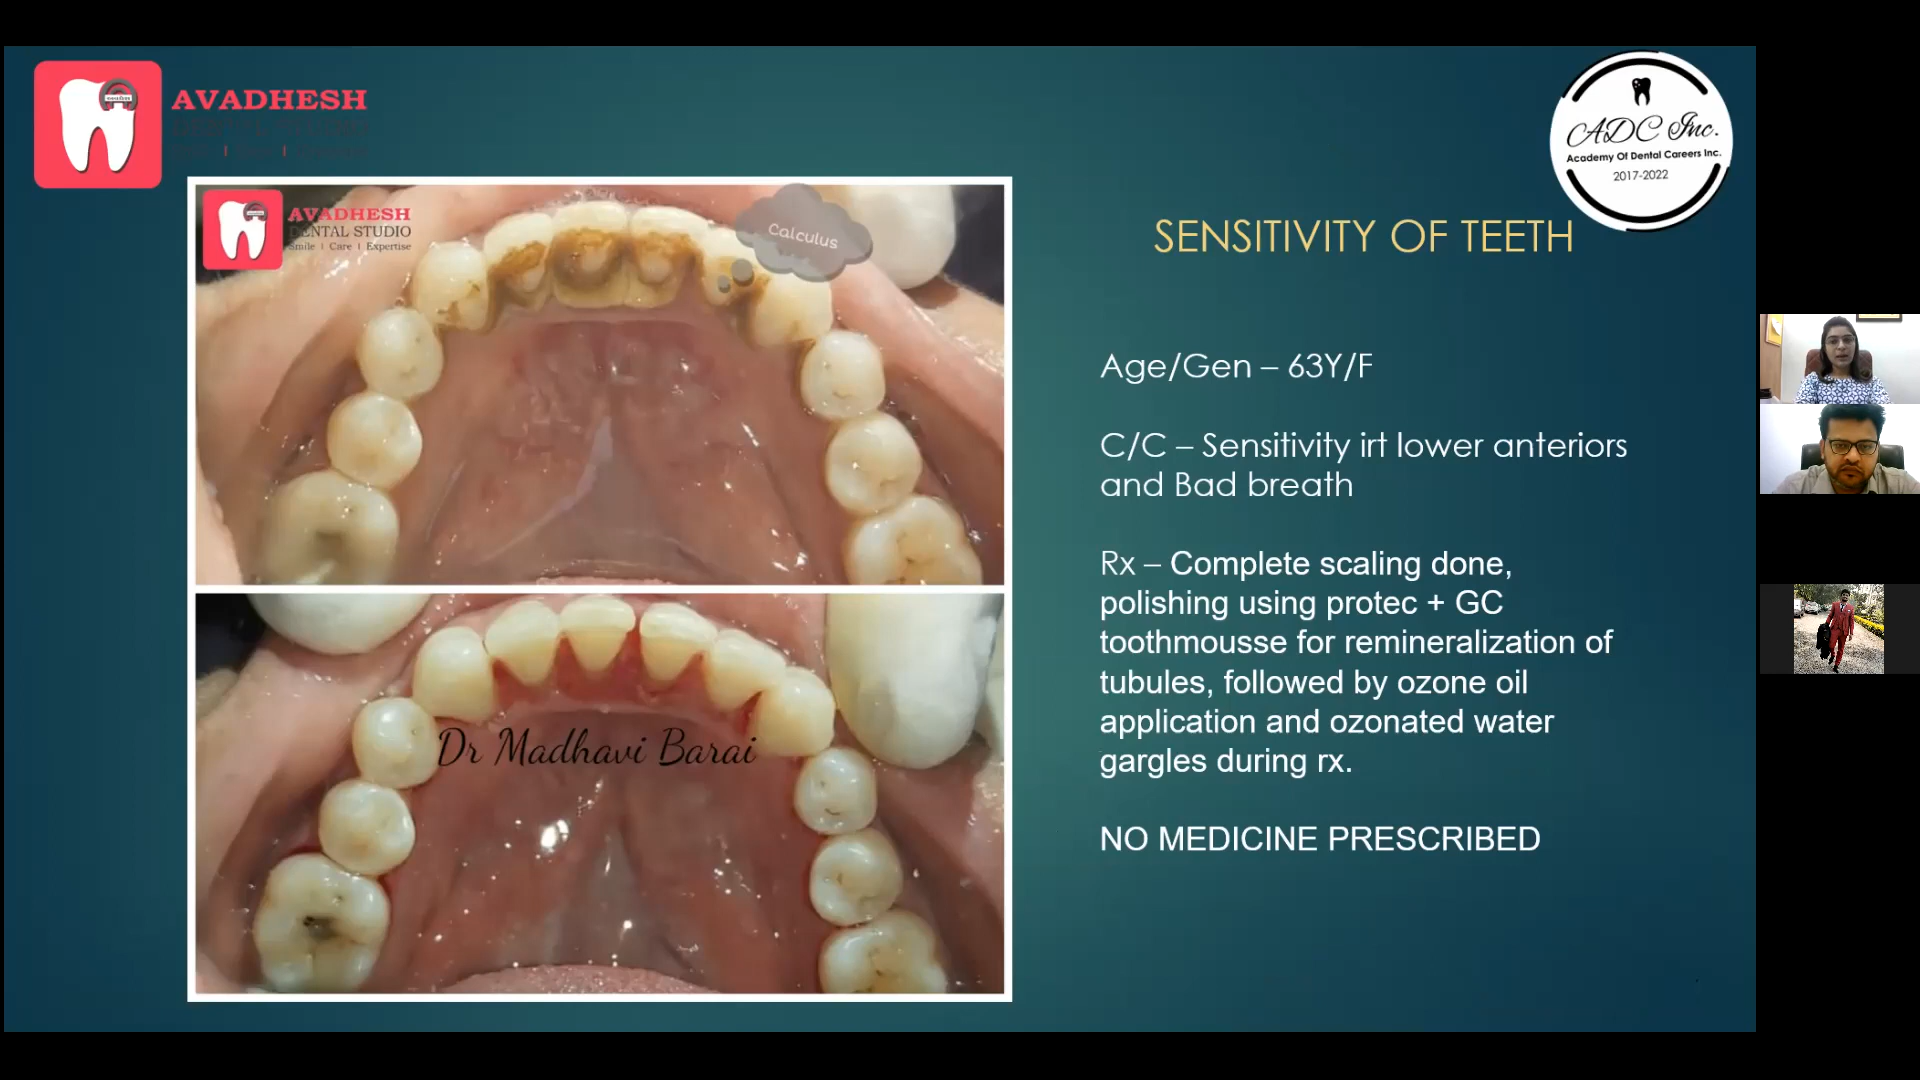 AVADHESH
DENTAL STUDIO
ADC Inc.
Academy Of Dental Careers Inc.
2017-2022
AVADHESH
DENTAL STUDIO
Smile | Care | Expertise
Calculus
Dr Madhavi Barai
SENSITIVITY OF TEETH
Age/Gen – 63Y/F
C/C – Sensitivity irt lower anteriors
and Bad breath
Rx – Complete scaling done,
polishing using protec + GC
toothmousse for remineralization of
tubules, followed by ozone oil
application and ozonated water
gargles during rx.
NO MEDICINE PRESCRIBED